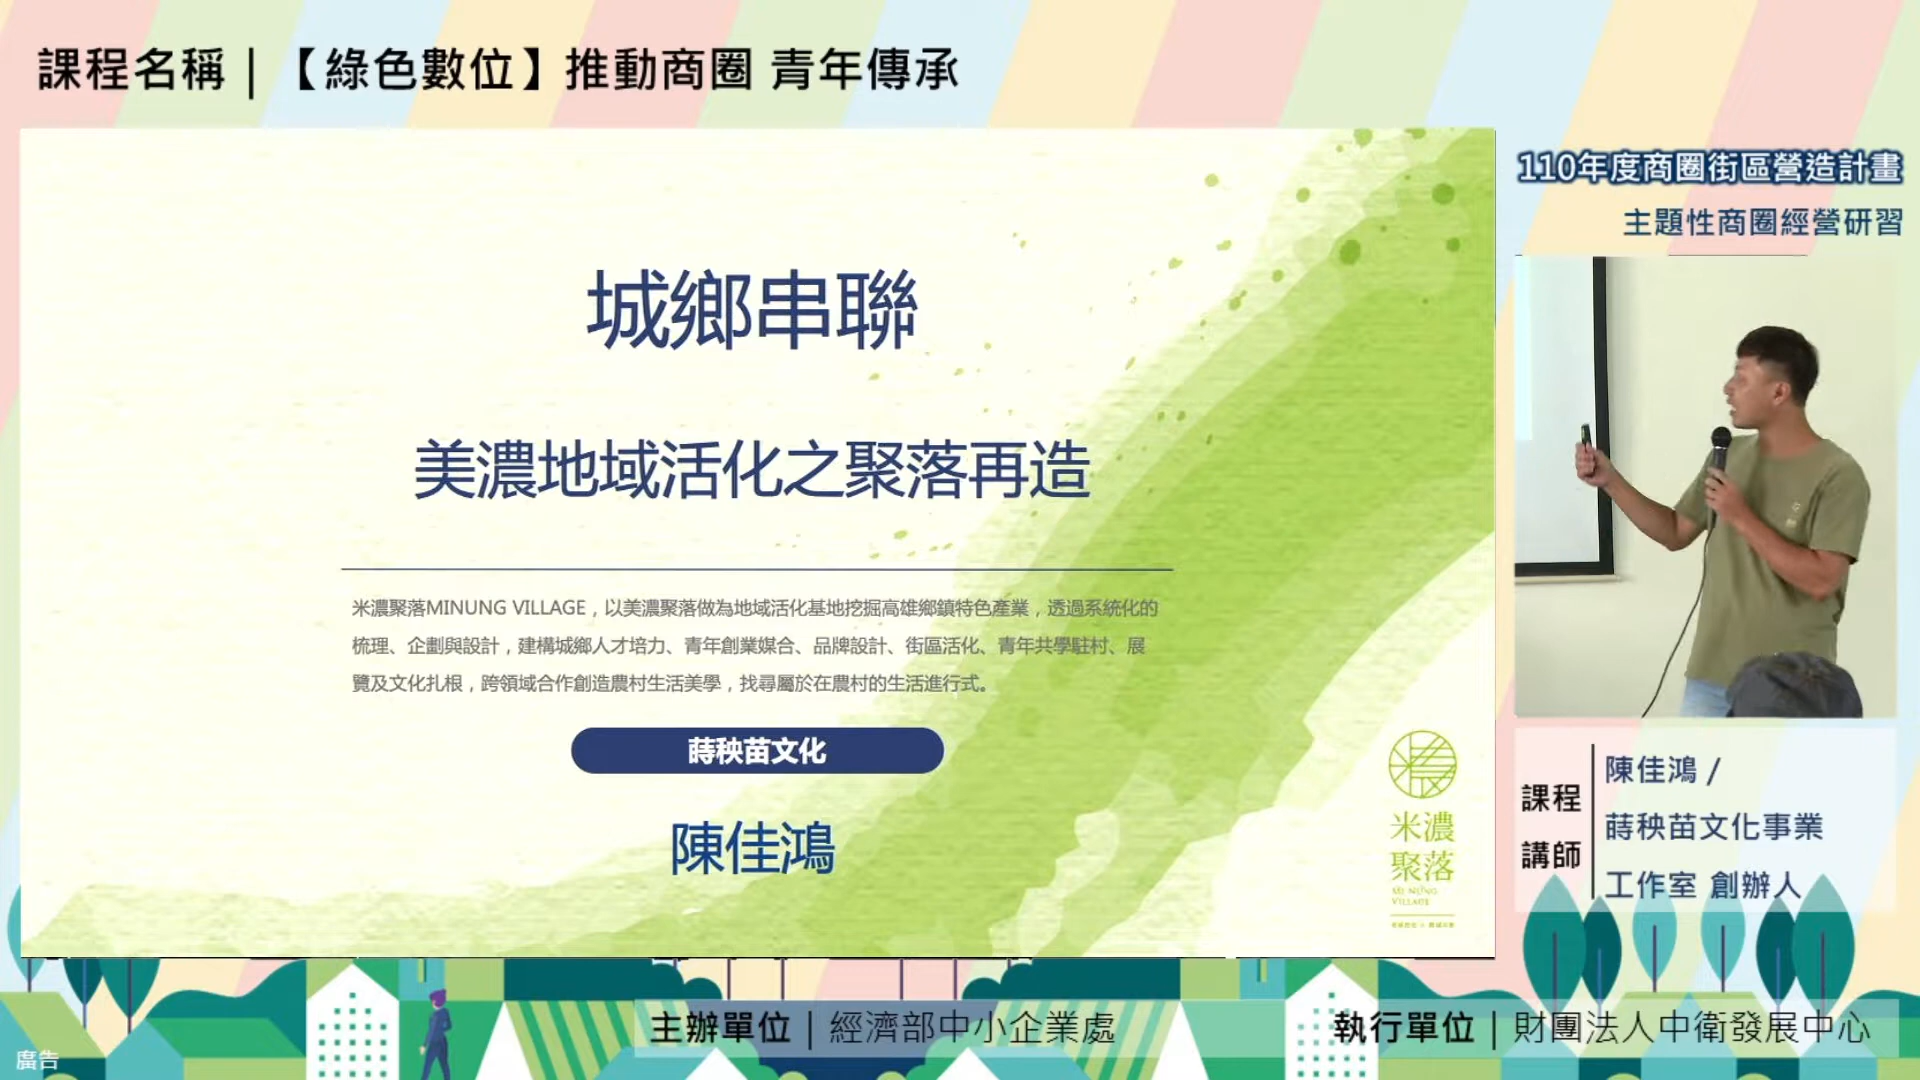 課程名稱│【綠色數位】推動商圈 青年傳承
110年度商圈街區營造計畫
主題性商圈經營研習
城鄉串聯
美濃地域活化之聚落再造
米濃聚落MINUNG VILLAGE，以美濃聚落做為地域活化基地挖掘高雄鄉鎮特色產業，透過系統化的
梳理、企劃與設計，建構城鄉人才培力、青年創業媒合、品牌設計、街區活化、青年共學駐村、展
覽及文化扎根，跨領域合作創造農村生活美學，找尋屬於在農村的生活進行式。
蒔秧苗文化
陳佳鴻
米濃
聚落
MI NUNG
VILLAGE
課程
講師
陳佳鴻 /
蒔秧苗文化事業
工作室 創辦人
主辦單位│經濟部中小企業處
執行單位│財團法人中衛發展中心
廣告